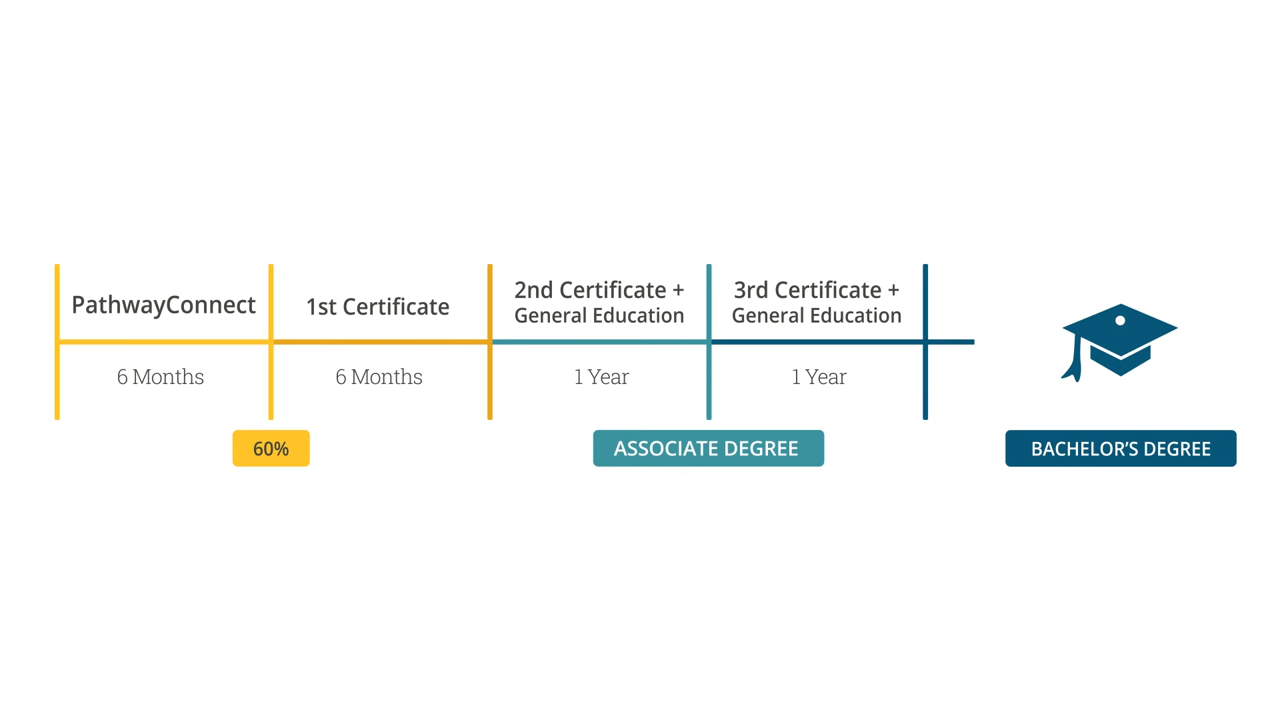 PathwayConnect
1st Certificate
2nd Certificate +
General Education
3rd Certificate +
General Education
6 Months
6 Months
1 Year
1 Year
60%
ASSOCIATE DEGREE
BACHELOR’S DEGREE